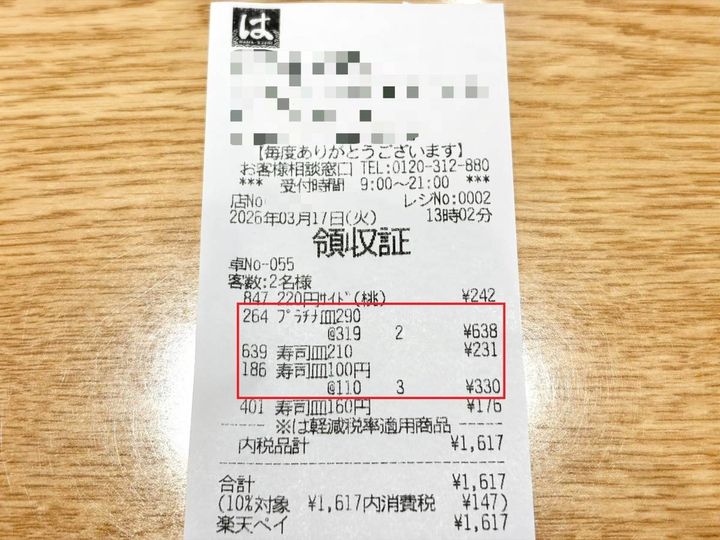 は
【毎度ありがとうございます】
お客様相談窓口 TEL:0120-312-880
*** 受付時間 9:00~21:00 ***
店No レジNo:0002
2026年03月17日(火) 13時02分
領収証
卓No-055
客数:2名様
847 220円ｻｲﾄﾞ(桃) ¥242
264 ﾌﾟﾗﾁﾅ皿290
@319 2 ¥638
639 寿司皿210 ¥231
186 寿司皿100円
@110 3 ¥330
401 寿司皿160円 ¥176
※は軽減税率適用商品
内税品計 ¥1,617
合計 ¥1,617
(10%対象 ¥1,617内消費税 ¥147)
楽天ペイ ¥1,617